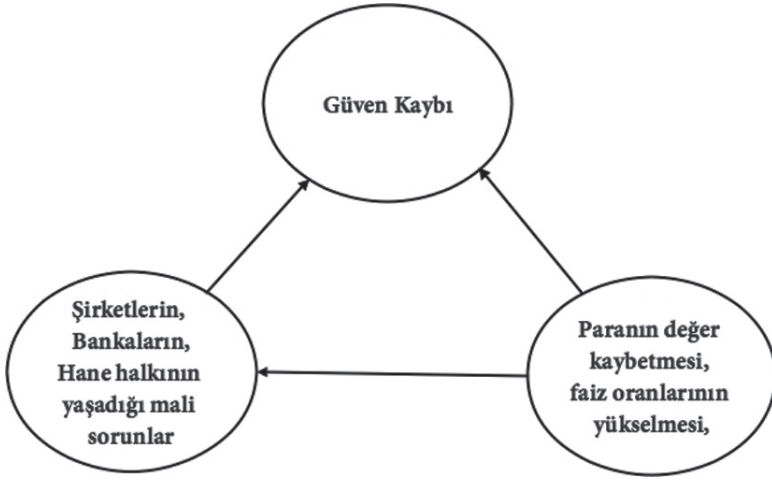 Güven Kaybı
Şirketlerin,
Bankaların,
Hane halkının
yaşadığı mali
sorunlar
Paranın değer
kaybetmesi,
faiz oranlarının
yükselmesi,